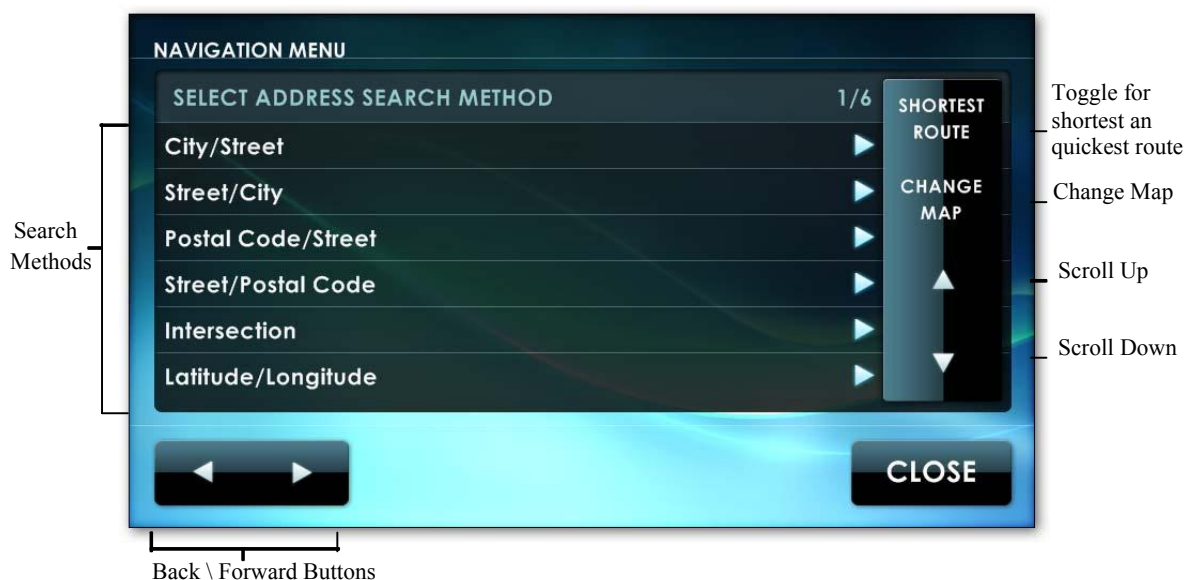 NAVIGATION MENU
SELECT ADDRESS SEARCH METHOD 1/6
City/Street
Street/City
Postal Code/Street
Street/Postal Code
Intersection
Latitude/Longitude
SHORTEST
ROUTE
CHANGE
MAP
CLOSE
Toggle for
shortest an
quickest route
Change Map
Scroll Up
Scroll Down
Search
Methods
Back \ Forward Buttons